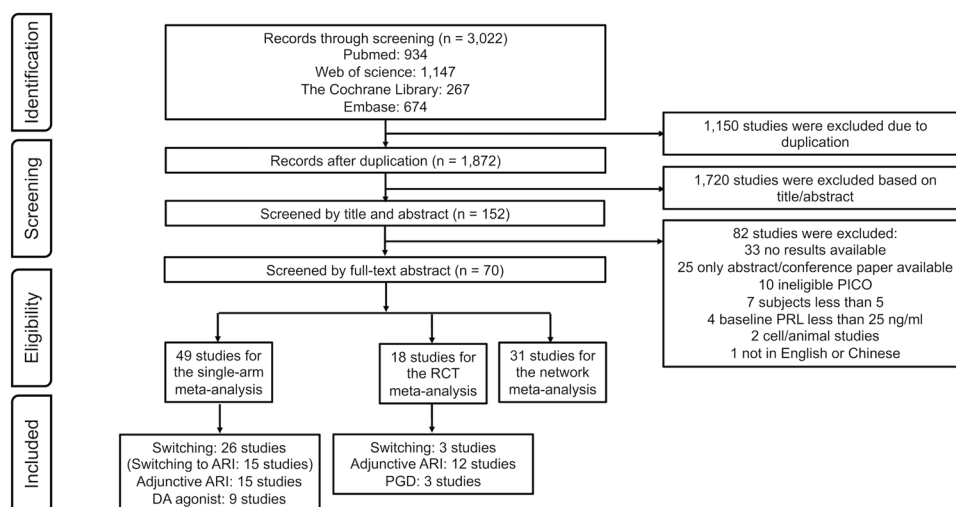 Identification
Records through screening (n = 3,022)
Pubmed: 934
Web of science: 1,147
The Cochrane Library: 267
Embase: 674
1,150 studies were excluded due to
duplication
Screening
Records after duplication (n = 1,872)
1,720 studies were excluded based on
title/abstract
Screened by title and abstract (n = 152)
82 studies were excluded:
33 no results available
25 only abstract/conference paper available
10 ineligible PICO
7 subjects less than 5
4 baseline PRL less than 25 ng/ml
2 cell/animal studies
1 not in English or Chinese
Eligibility
Screened by full-text abstract (n = 70)
49 studies for
the single-arm
meta-analysis
18 studies for
the RCT
meta-analysis
31 studies for
the network
meta-analysis
Included
Switching: 26 studies
(Switching to ARI: 15 studies)
Adjunctive ARI: 15 studies
DA agonist: 9 studies
Switching: 3 studies
Adjunctive ARI: 12 studies
PGD: 3 studies